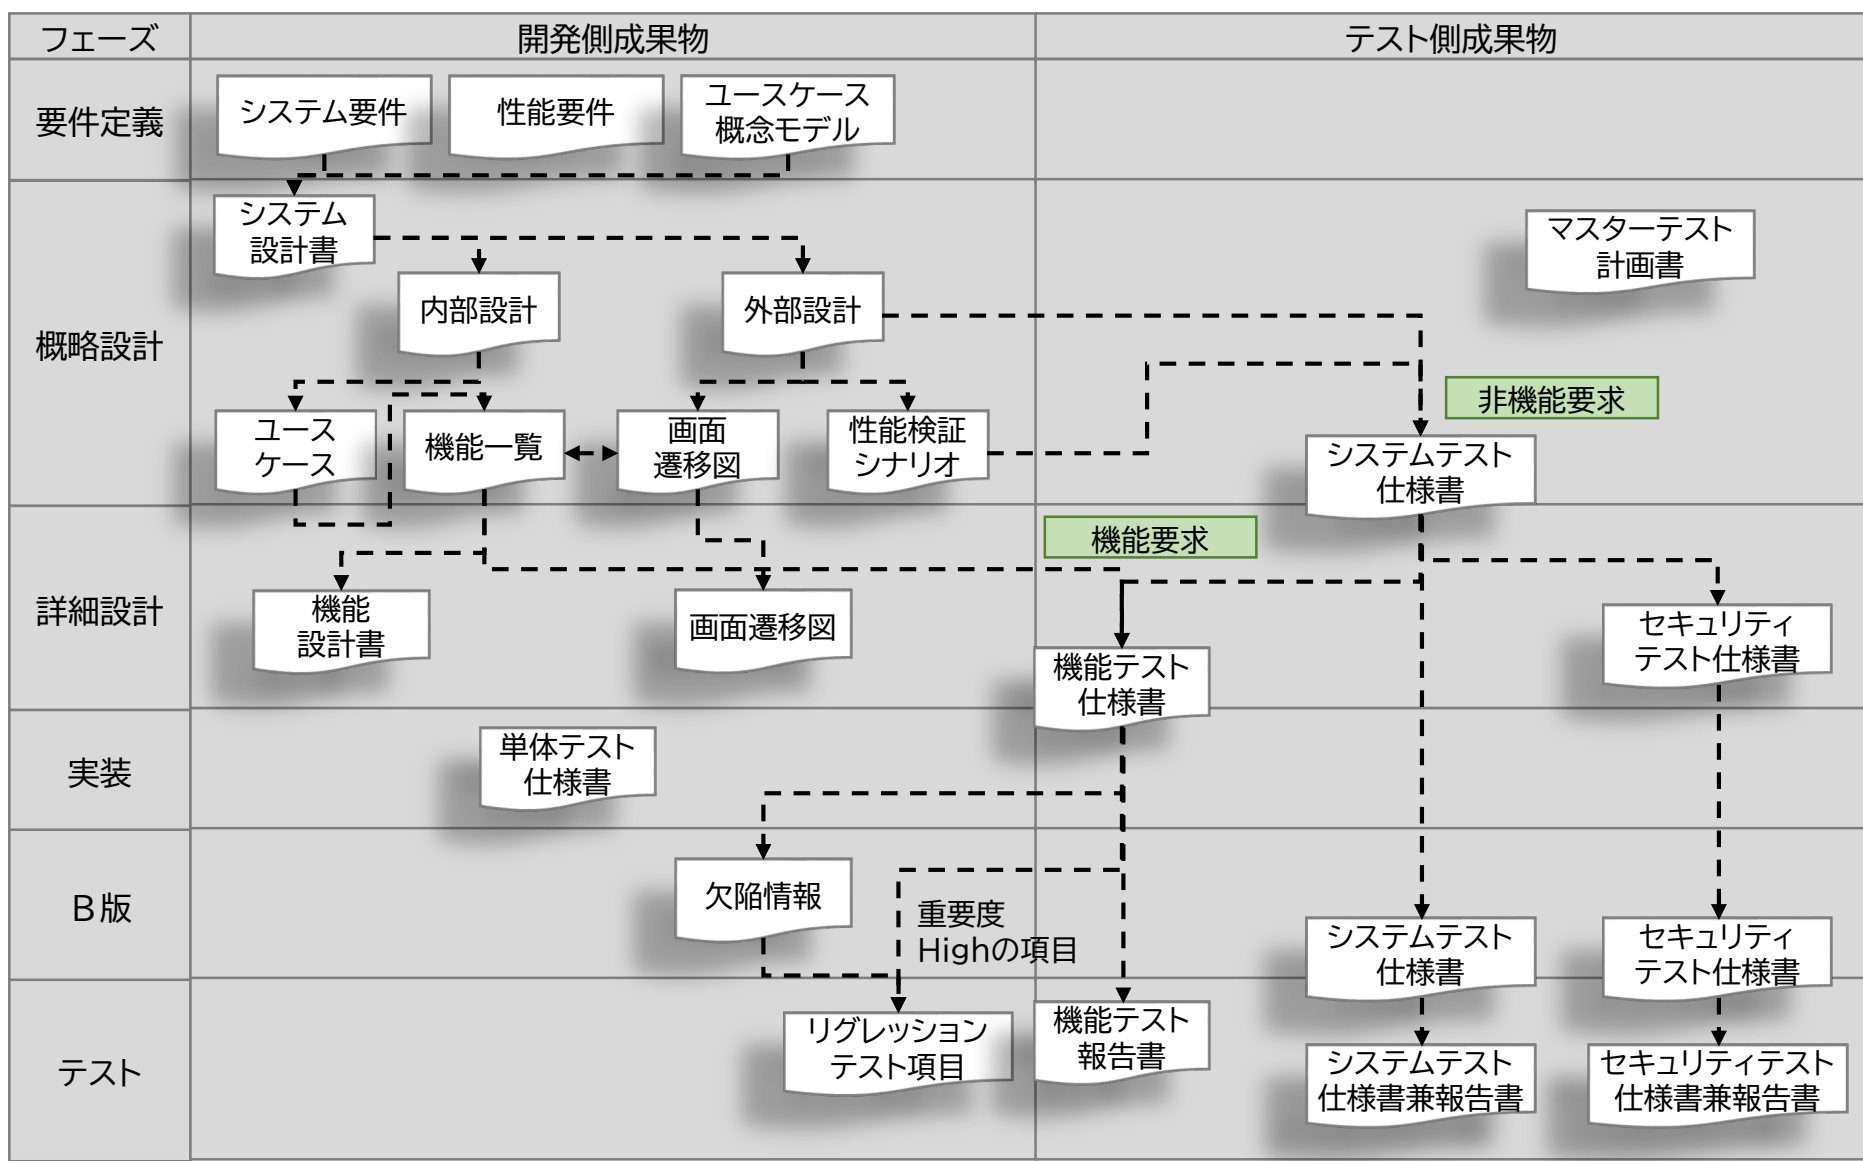 フェーズ
開発側成果物
テスト側成果物
要件定義
システム要件
性能要件
ユースケース
概念モデル
概略設計
システム
設計書
マスターテスト
計画書
内部設計
外部設計
非機能要求
ユース
ケース
機能一覧
画面
遷移図
性能検証
シナリオ
システムテスト
仕様書
詳細設計
機能要求
機能
設計書
画面遷移図
機能テスト
仕様書
セキュリティ
テスト仕様書
実装
単体テスト
仕様書
B版
欠陥情報
重要度
Highの項目
システムテスト
仕様書
セキュリティ
テスト仕様書
テスト
リグレッション
テスト項目
機能テスト
報告書
システムテスト
仕様書兼報告書
セキュリティテスト
仕様書兼報告書